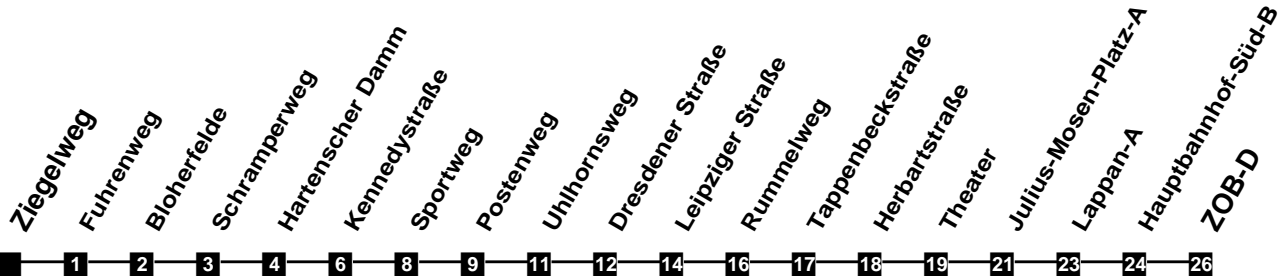 Ziegelweg
Fuhrenweg
Bloherfelde
Schramperweg
Hartenscher Damm
Kennedystraße
Sportweg
Postenweg
Uhlhornsweg
Dresdener Straße
Leipziger Straße
Rummelweg
Tappenbeckstraße
Herbartstraße
Theater
Julius-Mosen-Platz-A
Lappan-A
Hauptbahnhof-Süd-B
ZOB-D
1 2 3 4 6 8 9 11 12 14 16 17 18 19 21 23 24 26